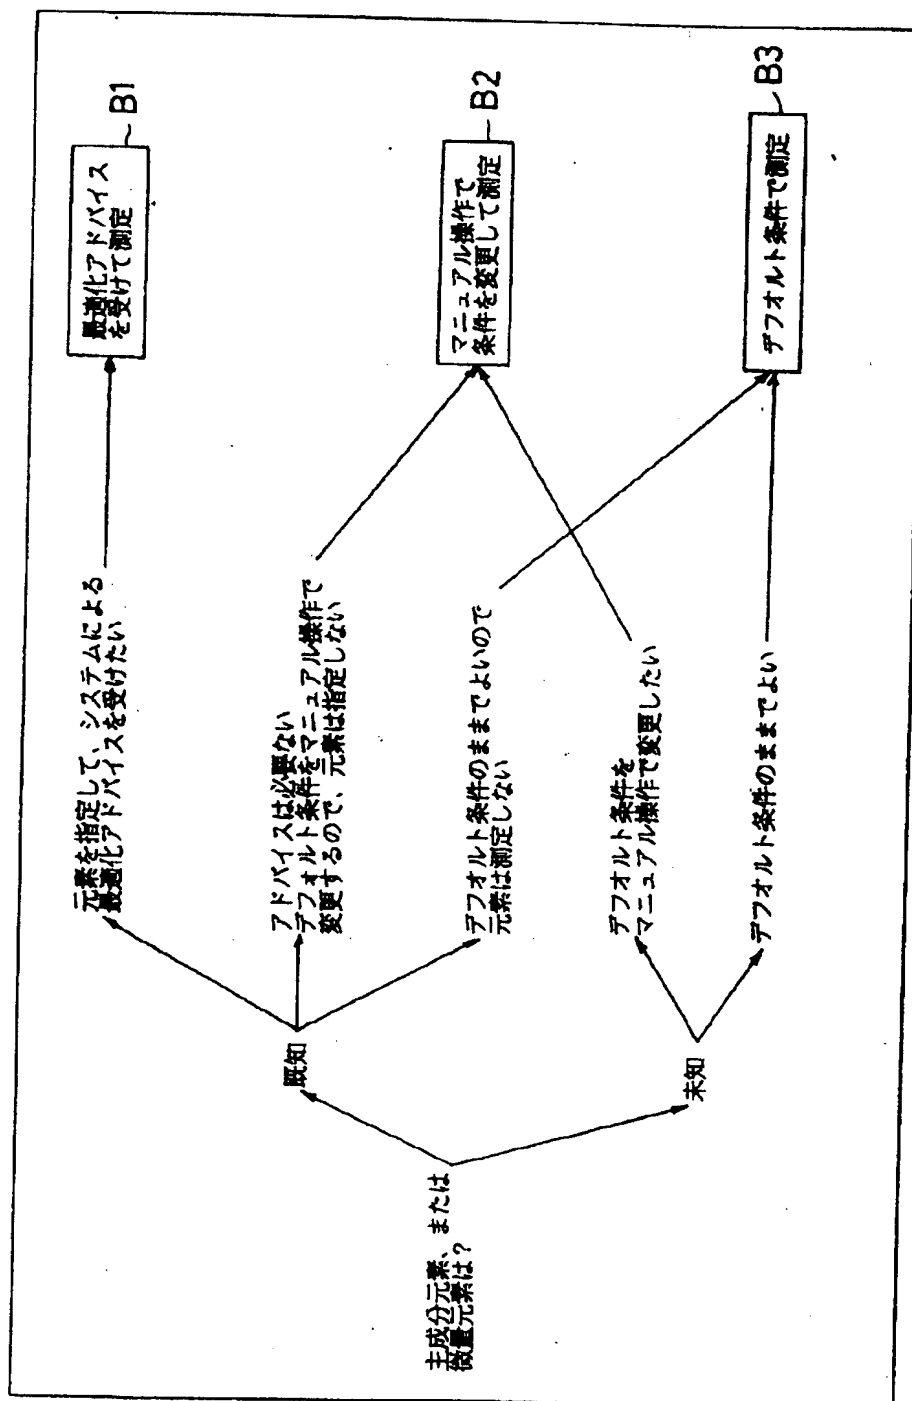 主成分元素、または
微量元素は？
既知
未知
元素を指定して、システムによる
最適化アドバイスを受けたい
アドバイスは必要ない
デフォルト条件をマニュアル操作で
変更するので、元素は指定しない
デフオルト条件のままでよいので
元素は測定しない
デフオルト条件を
マニュアル操作で変更したい
デフオルト条件のままでよい
最適化アドバイス
を受けて測定
B1
マニュアル操作で
条件を変更して測定
B2
デフオルト条件で測定
B3